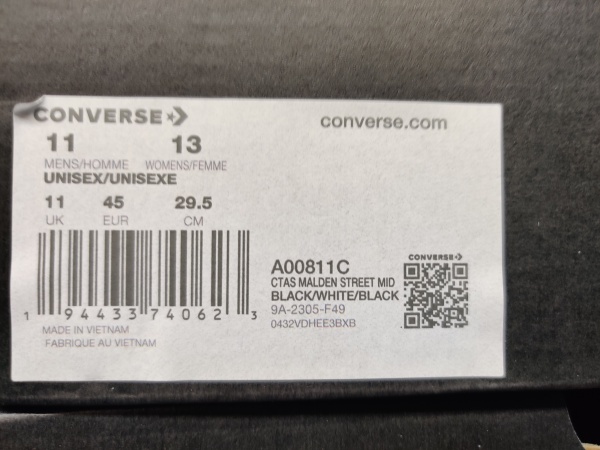 CONVERSE
converse.com
11 13
MENS/HOMME WOMENS/FEMME
UNISEX/UNISEXE
11 45 29.5
UK EUR CM
A00811C
CTAS MALDEN STREET MID
BLACK/WHITE/BLACK
9A-2305-F49
0432VDHEE3BXB
CONVERSE
1 94433 74062 3
MADE IN VIETNAM
FABRIQUE AU VIETNAM